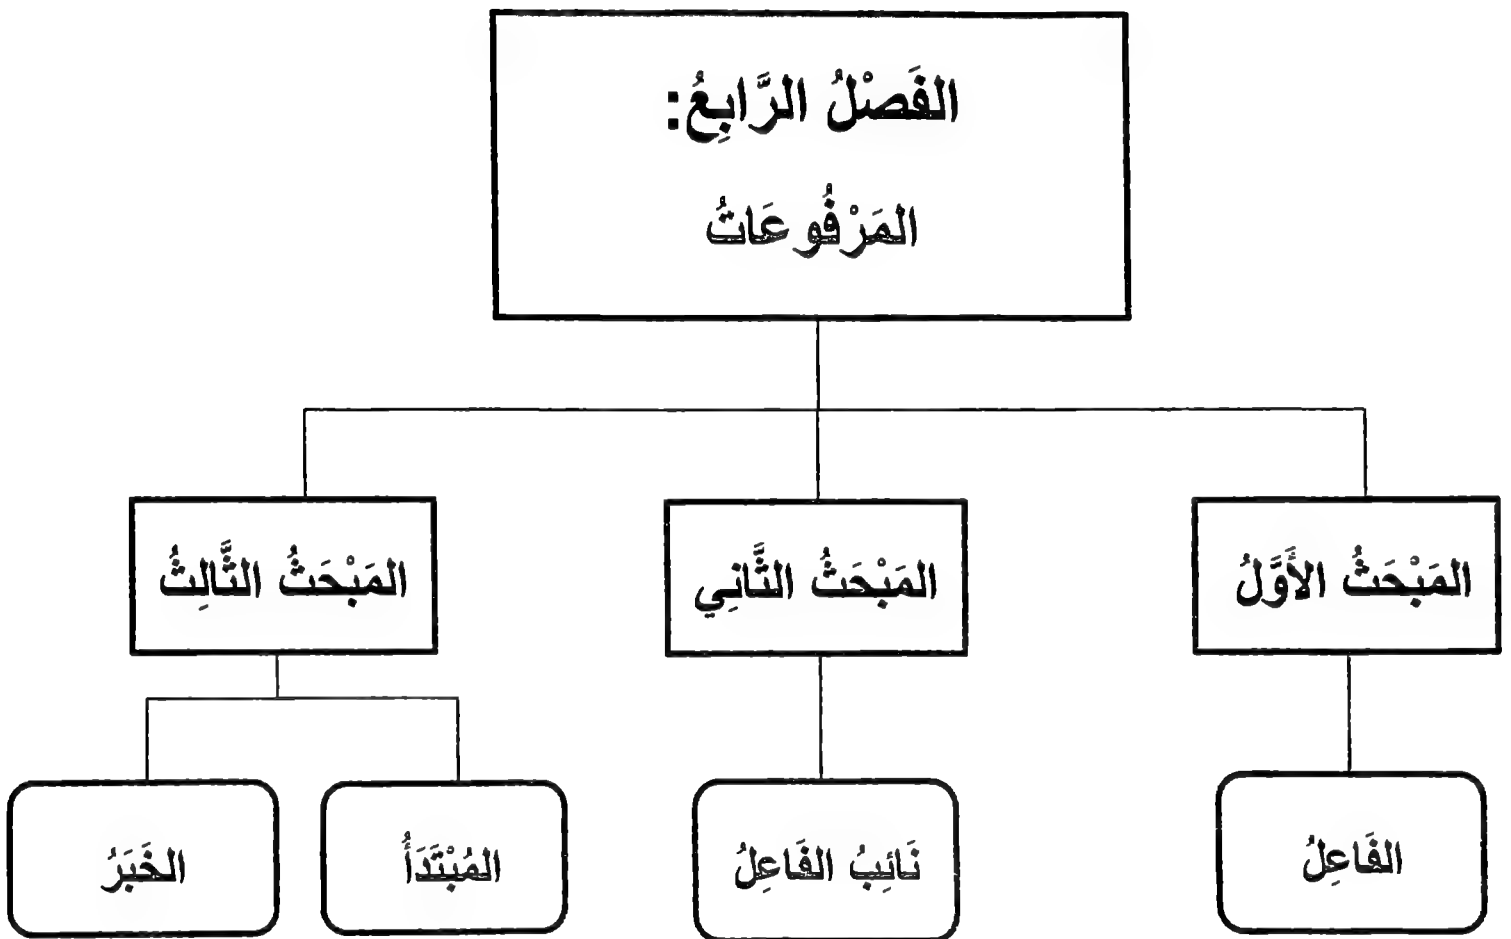 الفَصْلُ الرَّابِعُ:
المَرْفُوعَاتُ
المَبْحَثُ الأَوَّلُ
المَبْحَثُ الثَّانِي
المَبْحَثُ الثَّالِثُ
الفَاعِلُ
نَائِبُ الفَاعِلُ
المُبْتَدَأُ
الخَبَرُ